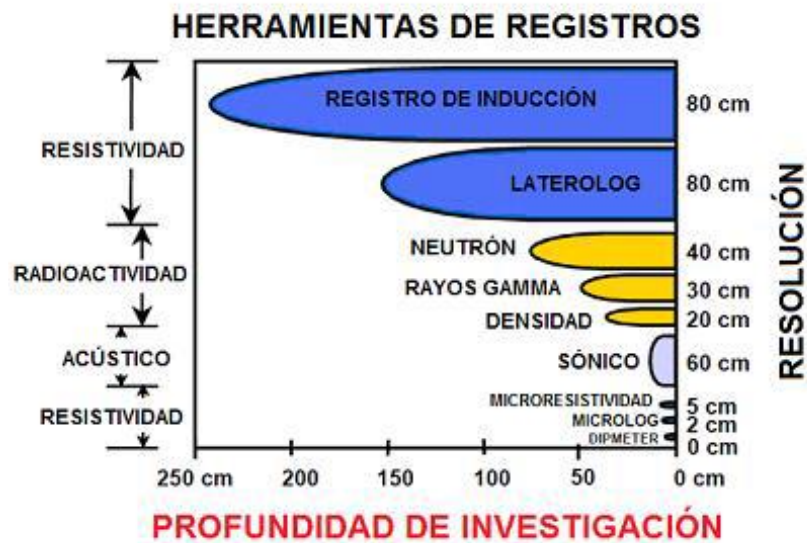 HERRAMIENTAS DE REGISTROS
RESISTIVIDAD
RADIOACTIVIDAD
ACÚSTICO
RESISTIVIDAD
REGISTRO DE INDUCCIÓN
80 cm
LATEROLOG
80 cm
NEUTRÓN
40 cm
RAYOS GAMMA
30 cm
DENSIDAD
20 cm
SÓNICO
60 cm
MICRORESISTIVIDAD
5 cm
MICROLOG
2 cm
DIPMETER
0 cm
RESOLUCIÓN
250 cm 200 150 100 50 0 cm
PROFUNDIDAD DE INVESTIGACIÓN